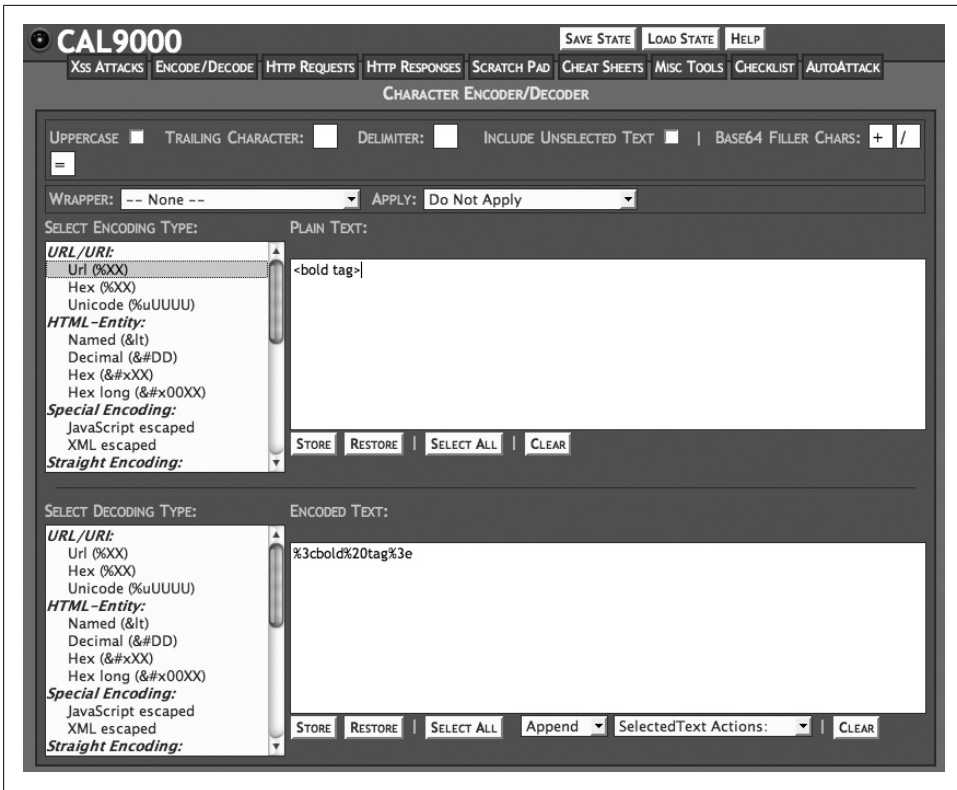 CAL9000
SAVE STATE LOAD STATE HELP
XSS ATTACKS ENCODE/DECODE HTTP REQUESTS HTTP RESPONSES SCRATCH PAD CHEAT SHEETS MISC TOOLS CHECKLIST AUTOATTACK
CHARACTER ENCODER/DECODER
UPPERCASE TRAILING CHARACTER: DELIMITER: INCLUDE UNSELECTED TEXT | BASE64 FILLER CHARS: + /
=
WRAPPER: -- None -- APPLY: Do Not Apply
SELECT ENCODING TYPE: PLAIN TEXT:
URL/URI:
Url (%XX) <bold tag>
Hex (%XX)
Unicode (%uUUUU)
HTML-Entity:
Named (&lt)
Decimal (&#DD)
Hex (&#xXX)
Hex long (&#x00XX)
Special Encoding:
JavaScript escaped
XML escaped STORE RESTORE | SELECT ALL | CLEAR
Straight Encoding:
SELECT DECODING TYPE: ENCODED TEXT:
URL/URI:
Url (%XX) %3cbold%20tag%3e
Hex (%XX)
Unicode (%uUUUU)
HTML-Entity:
Named (&lt)
Decimal (&#DD)
Hex (&#xXX)
Hex long (&#x00XX)
Special Encoding:
JavaScript escaped
XML escaped STORE RESTORE | SELECT ALL Append SelectedText Actions: | CLEAR
Straight Encoding: